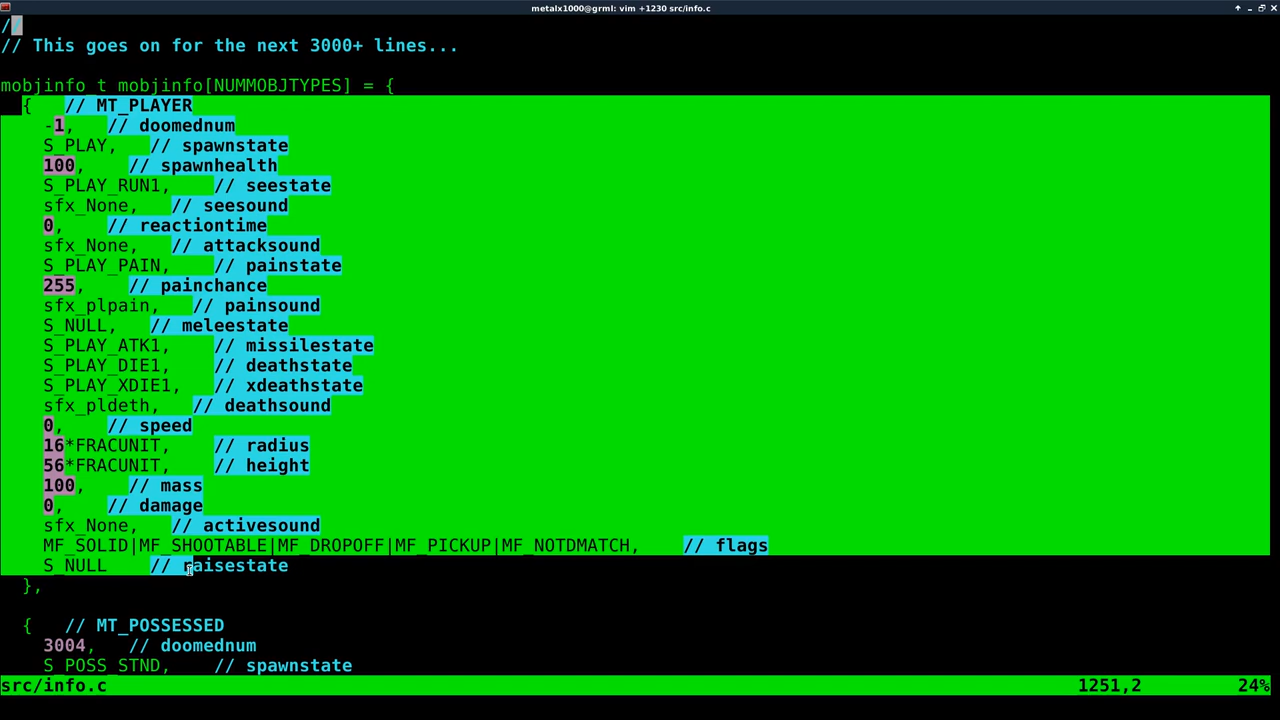 metalx1000@grml: vim +1230 src/info.c
//
// This goes on for the next 3000+ lines...
mobjinfo_t mobjinfo[NUMMOBJTYPES] = {
{ // MT_PLAYER
-1, // doomednum
S_PLAY, // spawnstate
100, // spawnhealth
S_PLAY_RUN1, // seestate
sfx_None, // seesound
0, // reactiontime
sfx_None, // attacksound
S_PLAY_PAIN, // painstate
255, // painchance
sfx_plpain, // painsound
S_NULL, // meleestate
S_PLAY_ATK1, // missilestate
S_PLAY_DIE1, // deathstate
S_PLAY_XDIE1, // xdeathstate
sfx_pldeth, // deathsound
0, // speed
16*FRACUNIT, // radius
56*FRACUNIT, // height
100, // mass
0, // damage
sfx_None, // activesound
MF_SOLID|MF_SHOOTABLE|MF_DROPOFF|MF_PICKUP|MF_NOTDMATCH, // flags
S_NULL // raisestate
},
{ // MT_POSSESSED
3004, // doomednum
S_POSS_STND, // spawnstate
src/info.c 1251,2 24%